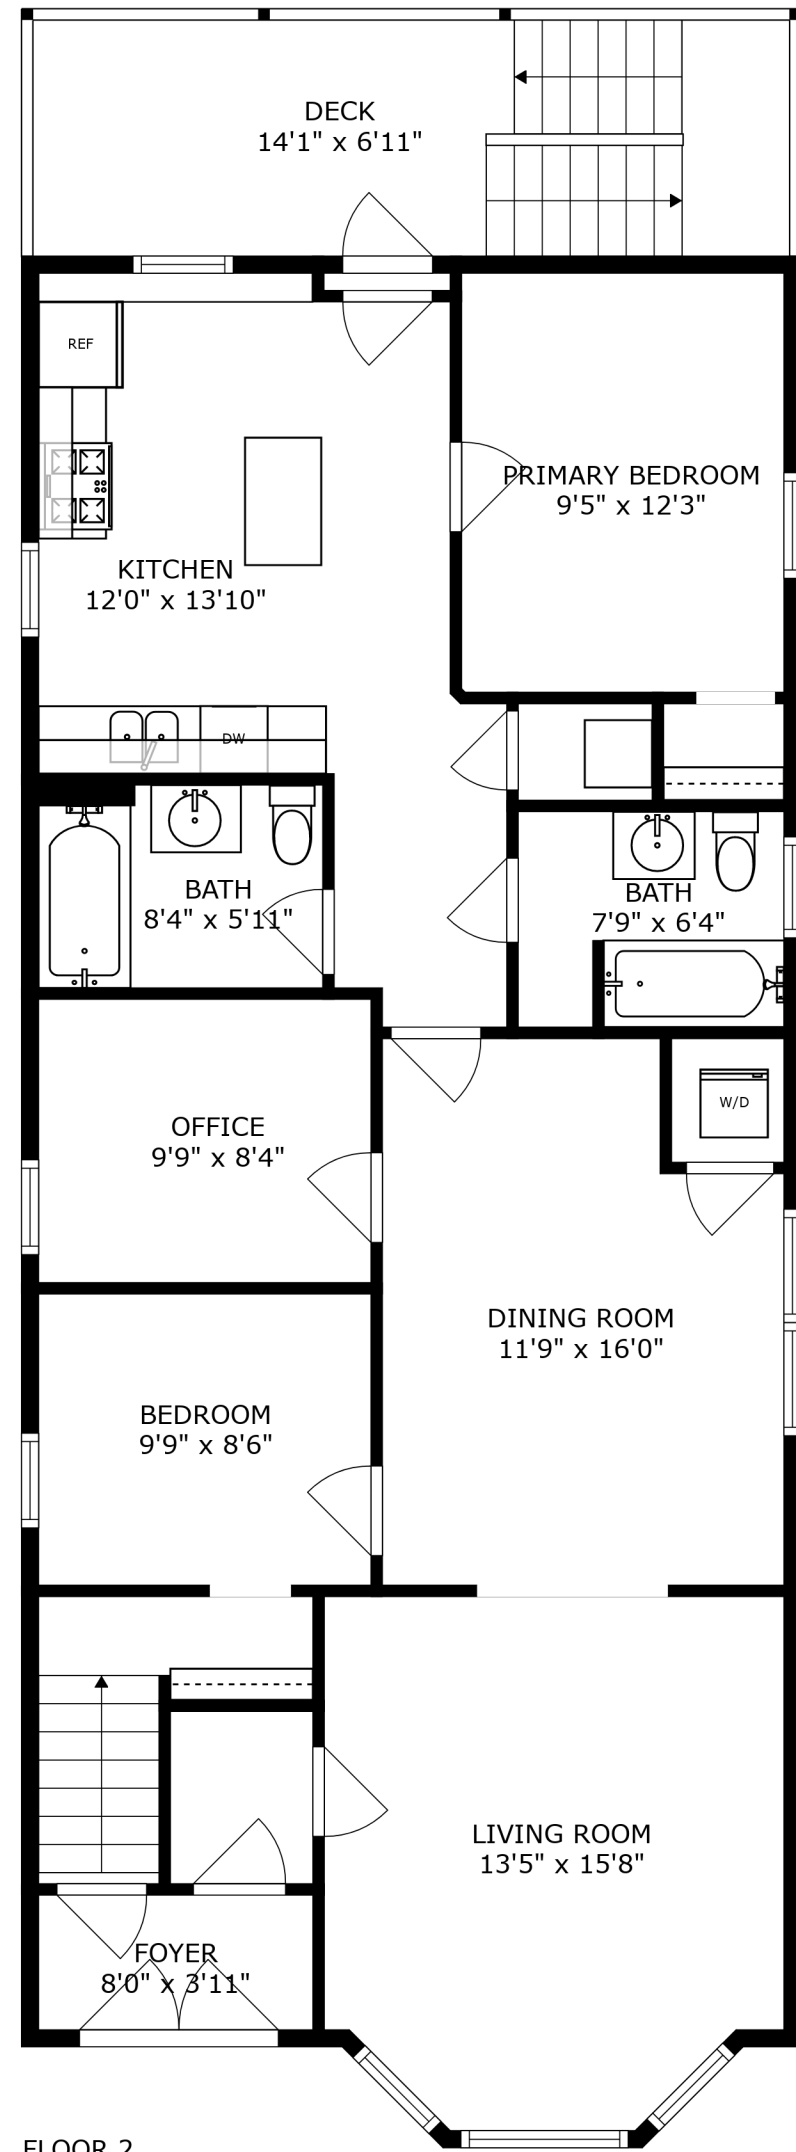 DECK
14'1" x 6'11"
REF
PRIMARY BEDROOM
9'5" x 12'3"
KITCHEN
12'0" x 13'10"
DW
BATH
8'4" x 5'11"
BATH
7'9" x 6'4"
W/D
OFFICE
9'9" x 8'4"
DINING ROOM
11'9" x 16'0"
BEDROOM
9'9" x 8'6"
LIVING ROOM
13'5" x 15'8"
FOYER
8'0" x 3'11"
FLOOR 2